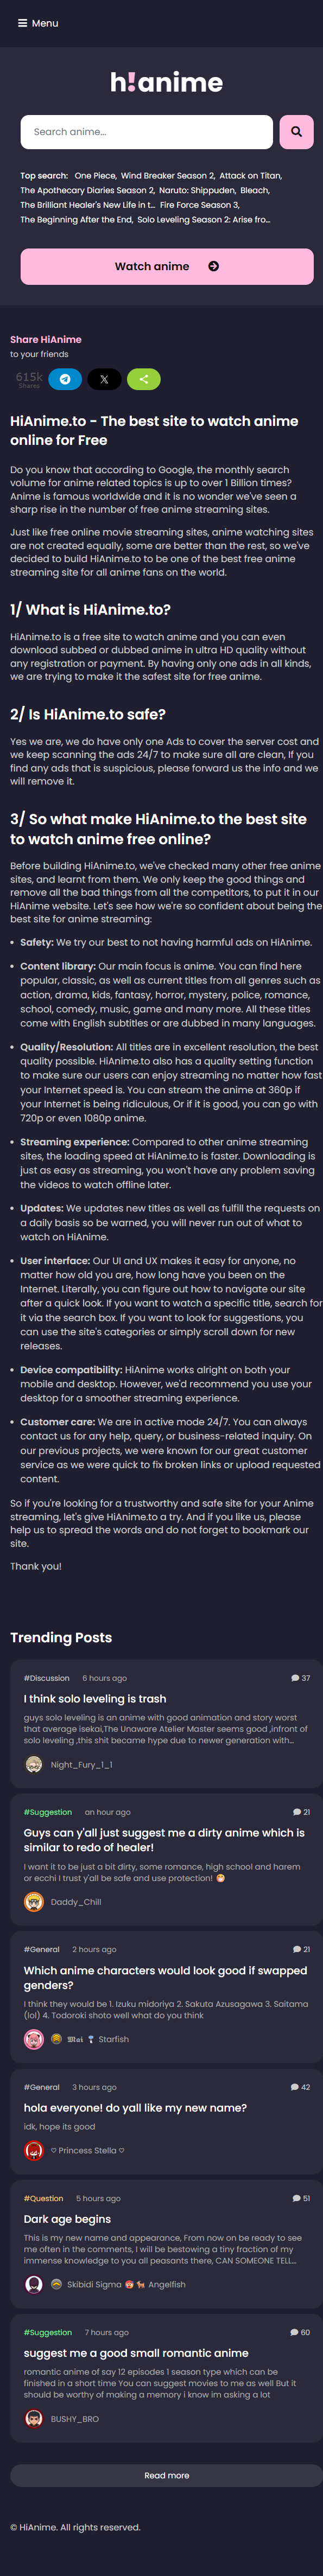 Menu
h!anime
Search anime...
Top search: One Piece, Wind Breaker Season 2, Attack on Titan,
The Apothecary Diaries Season 2, Naruto: Shippuden, Bleach,
The Brilliant Healer's New Life in t... Fire Force Season 3,
The Beginning After the End, Solo Leveling Season 2: Arise fro...
Watch anime
Share HiAnime
to your friends
615k
Shares
HiAnime.to - The best site to watch anime
online for Free
Do you know that according to Google, the monthly search
volume for anime related topics is up to over 1 Billion times?
Anime is famous worldwide and it is no wonder we've seen a
sharp rise in the number of free anime streaming sites.
Just like free online movie streaming sites, anime watching sites
are not created equally, some are better than the rest, so we've
decided to build HiAnime.to to be one of the best free anime
streaming site for all anime fans on the world.
1/ What is HiAnime.to?
HiAnime.to is a free site to watch anime and you can even
download subbed or dubbed anime in ultra HD quality without
any registration or payment. By having only one ads in all kinds,
we are trying to make it the safest site for free anime.
2/ Is HiAnime.to safe?
Yes we are, we do have only one Ads to cover the server cost and
we keep scanning the ads 24/7 to make sure all are clean, If you
find any ads that is suspicious, please forward us the info and we
will remove it.
3/ So what make HiAnime.to the best site
to watch anime free online?
Before building HiAnime.to, we've checked many other free anime
sites, and learnt from them. We only keep the good things and
remove all the bad things from all the competitors, to put it in our
HiAnime website. Let's see how we're so confident about being the
best site for anime streaming:
• Safety: We try our best to not having harmful ads on HiAnime.
• Content library: Our main focus is anime. You can find here
popular, classic, as well as current titles from all genres such as
action, drama, kids, fantasy, horror, mystery, police, romance,
school, comedy, music, game and many more. All these titles
come with English subtitles or are dubbed in many languages.
• Quality/Resolution: All titles are in excellent resolution, the best
quality possible. HiAnime.to also has a quality setting function
to make sure our users can enjoy streaming no matter how fast
your Internet speed is. You can stream the anime at 360p if
your Internet is being ridiculous, Or if it is good, you can go with
720p or even 1080p anime.
• Streaming experience: Compared to other anime streaming
sites, the loading speed at HiAnime.to is faster. Downloading is
just as easy as streaming, you won't have any problem saving
the videos to watch offline later.
• Updates: We updates new titles as well as fulfill the requests on
a daily basis so be warned, you will never run out of what to
watch on HiAnime.
• User interface: Our UI and UX makes it easy for anyone, no
matter how old you are, how long have you been on the
Internet. Literally, you can figure out how to navigate our site
after a quick look. If you want to watch a specific title, search for
it via the search box. If you want to look for suggestions, you
can use the site's categories or simply scroll down for new
releases.
• Device compatibility: HiAnime works alright on both your
mobile and desktop. However, we'd recommend you use your
desktop for a smoother streaming experience.
• Customer care: We are in active mode 24/7. You can always
contact us for any help, query, or business-related inquiry. On
our previous projects, we were known for our great customer
service as we were quick to fix broken links or upload requested
content.
So if you're looking for a trustworthy and safe site for your Anime
streaming, let's give HiAnime.to a try. And if you like us, please
help us to spread the words and do not forget to bookmark our
site.
Thank you!
Trending Posts
#Discussion 6 hours ago 37
I think solo leveling is trash
guys solo leveling is an anime with good animation and story worst
that average isekai,The Unaware Atelier Master seems good ,infront of
solo leveling ,this shit became hype due to newer generation with...
Night_Fury_1_1
#Suggestion an hour ago 21
Guys can y'all just suggest me a dirty anime which is
similar to redo of healer!
I want it to be just a bit dirty, some romance, high school and harem
or ecchi I trust y'all be safe and use protection!
Daddy_Chill
#General 2 hours ago 21
Which anime characters would look good if swapped
genders?
I think they would be 1. Izuku midoriya 2. Sakuta Azusagawa 3. Saitama
(lol) 4. Todoroki shoto well what do you think
𝕸𝖆𝖎 Starfish
#General 3 hours ago 42
hola everyone! do yall like my new name?
idk, hope its good
♡ Princess Stella ♡
#Question 5 hours ago 51
Dark age begins
This is my new name and appearance, From now on be ready to see
me often in the comments, I will be bestowing a tiny fraction of my
immense knowledge to you all peasants there, CAN SOMEONE TELL...
Skibidi Sigma Angelfish
#Suggestion 7 hours ago 60
suggest me a good small romantic anime
romantic anime of say 12 episodes 1 season type which can be
finished in a short time You can suggest movies to me as well But it
should be worthy of making a memory i know im asking a lot
BUSHY_BRO
Read more
© HiAnime. All rights reserved.